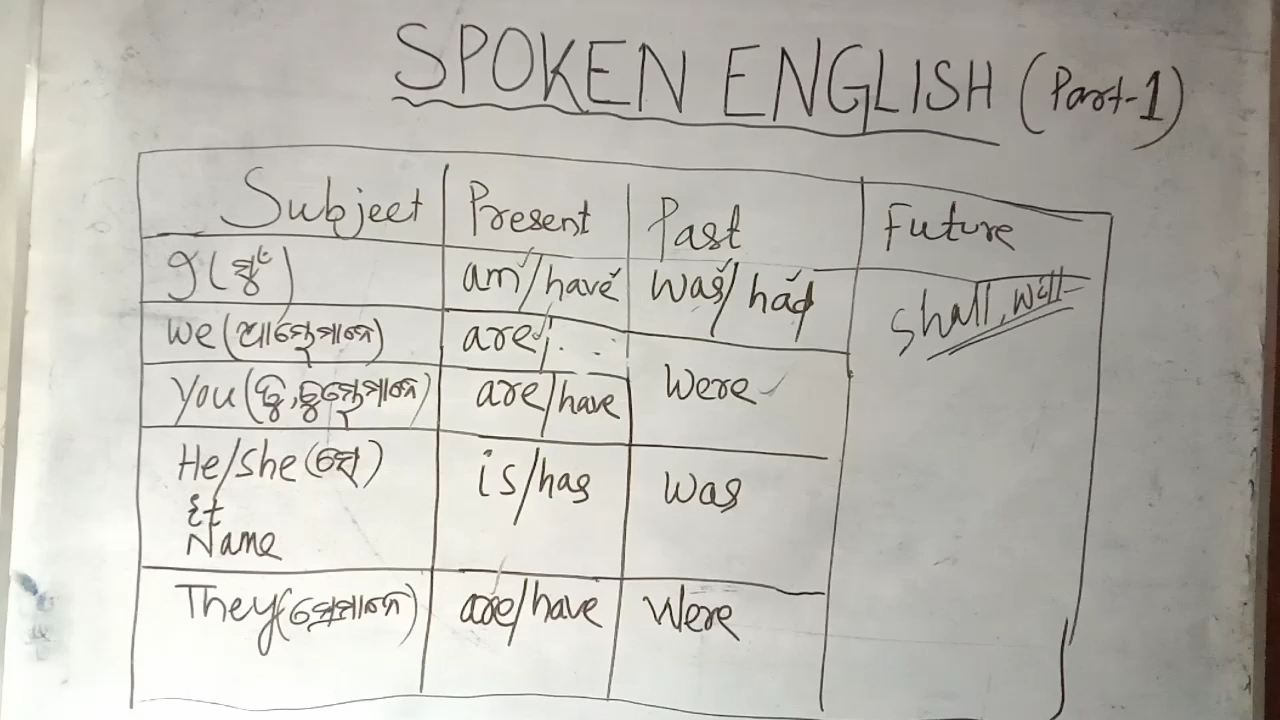 SPOKEN ENGLISH (Part-1)
Subject Present Past Future
I (ମୁଁ) am/have was/had shall, will
we (ଆମ୍ଭେମାନେ) are/
You (ତୁ, ତୁମ୍ଭେମାନେ) are/have Were
He/She (ସେ) is/has was
&
Name
They (ସେମାନେ) are/have Were